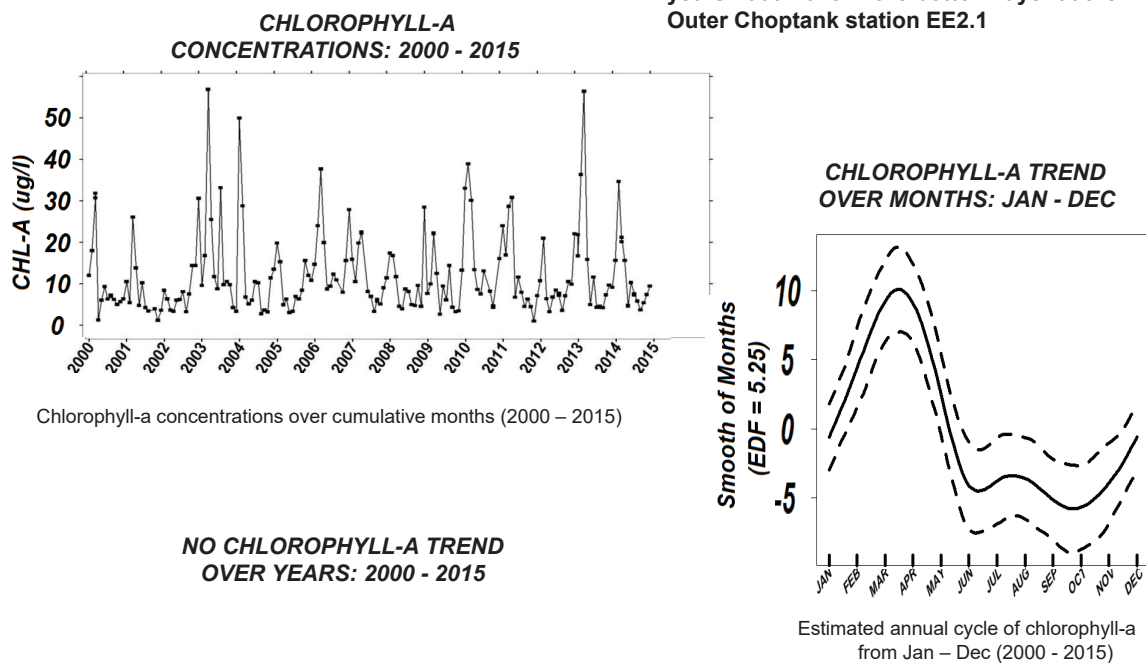 Outer Choptank station EE2.1
CHLOROPHYLL-A
CONCENTRATIONS: 2000 - 2015
CHL-A (ug/l)
50
40
30
20
10
0
2000 2001 2002 2003 2004 2005 2006 2007 2008 2009 2010 2011 2012 2013 2014 2015
Chlorophyll-a concentrations over cumulative months (2000 – 2015)
NO CHLOROPHYLL-A TREND
OVER YEARS: 2000 - 2015
CHLOROPHYLL-A TREND
OVER MONTHS: JAN - DEC
Smooth of Months
(EDF = 5.25)
10
5
0
-5
JAN FEB MAR APR MAY JUN JUL AUG SEP OCT NOV DEC
Estimated annual cycle of chlorophyll-a
from Jan – Dec (2000 - 2015)